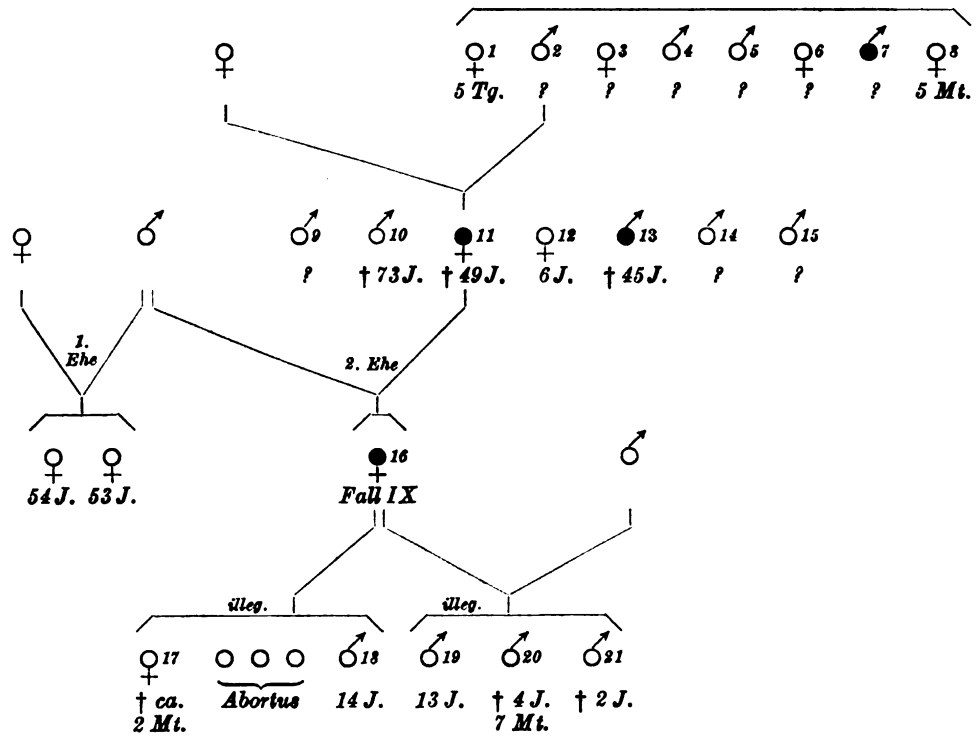 1 2 3 4 5 6 7 8
5 Tg. ? ? ? ? ? ? 5 Mt.
9 10 11 12 13 14 15
? † 73 J. † 49 J. 6 J. † 45 J. ? ?
1.
Ehe
2. Ehe
16
54 J. 53 J. Fall IX
illeg. illeg.
17 18 19 20 21
† ca. Abortus 14 J. 13 J. † 4 J. † 2 J.
2 Mt. 7 Mt.